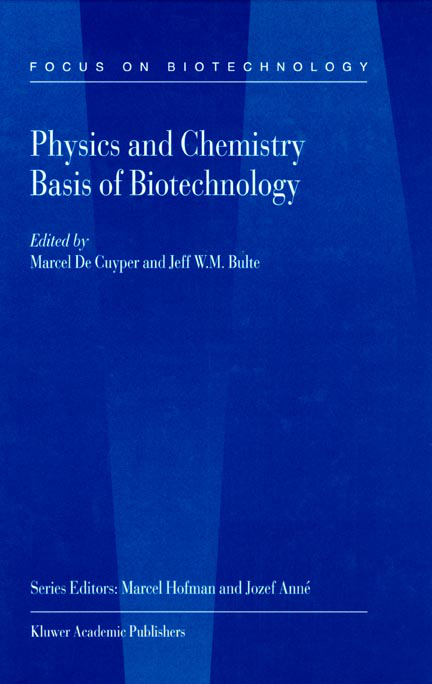 FOCUS ON BIOTECHNOLOGY
Physics and Chemistry
Basis of Biotechnology
Edited by
Marcel De Cuyper and Jeff W.M. Bulte
Series Editors: Marcel Hofman and Jozef Anné
Kluwer Academic Publishers